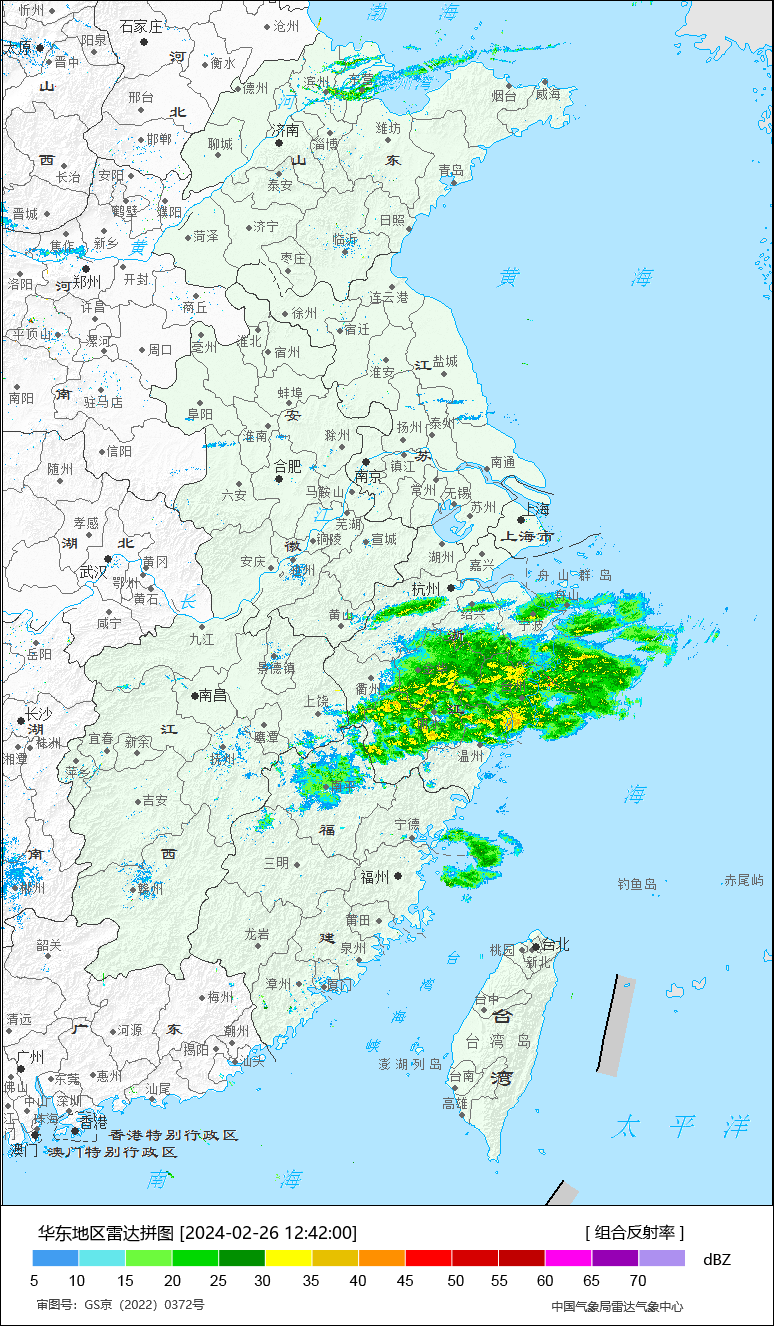 渤 海
忻州
石家庄
沧州
太原
阳泉
晋中
河
衡水
德州
滨州
东营
山
邢台
北
河
烟台
威海
济南
潍坊
聊城
邯郸
淄博
西
山
东
长治
安阳
泰安
青岛
鹤壁
濮阳
晋城
济宁
日照
菏泽
临沂
焦作
新乡
黄
枣庄
洛阳
河
郑州
开封
黄 海
连云港
许昌
商丘
徐州
宿迁
平顶山
漯河
周口
亳州
淮北
宿州
江
盐城
淮安
南阳
南
驻马店
蚌埠
阜阳
安
扬州
泰州
淮南
滁州
信阳
苏
随州
合肥
镇江
南通
南京
六安
马鞍山
常州
无锡
苏州
上海
孝感
江
芜湖
湖 北
徽
铜陵
宣城
上海市
湖州
黄冈
安庆
池州
嘉兴
武汉
鄂州
杭州
舟山群岛
黄石
长
舟山
咸宁
黄山
绍兴
宁波
九江
浙
岳阳
景德镇
衢州
南昌
上饶
长沙
江
湖
株洲
江
宜春
新余
鹰潭
湘潭
抚州
温州
萍乡
吉安
海
福
宁德
南
西
三明
郴州
赣州
福州
钓鱼岛
赤尾屿
莆田
龙岩
建
韶关
泉州
台北
桃园
新北
台
漳州
厦门
湾
梅州
台中
清远
台
广
河源
东
潮州
海
台湾岛
揭阳
峡
广州
汕头
澎湖列岛
东莞
惠州
台南
湾
佛山
汕尾
中山
深圳
高雄
江门
珠海
香港
太 平 洋
香港特别行政区
澳门
澳门特别行政区
南 海
华东地区雷达拼图 [2024-02-26 12:42:00]
[ 组合反射率 ]
dBZ
5 10 15 20 25 30 35 40 45 50 55 60 65 70
审图号：GS京（2022）0372号
中国气象局雷达气象中心